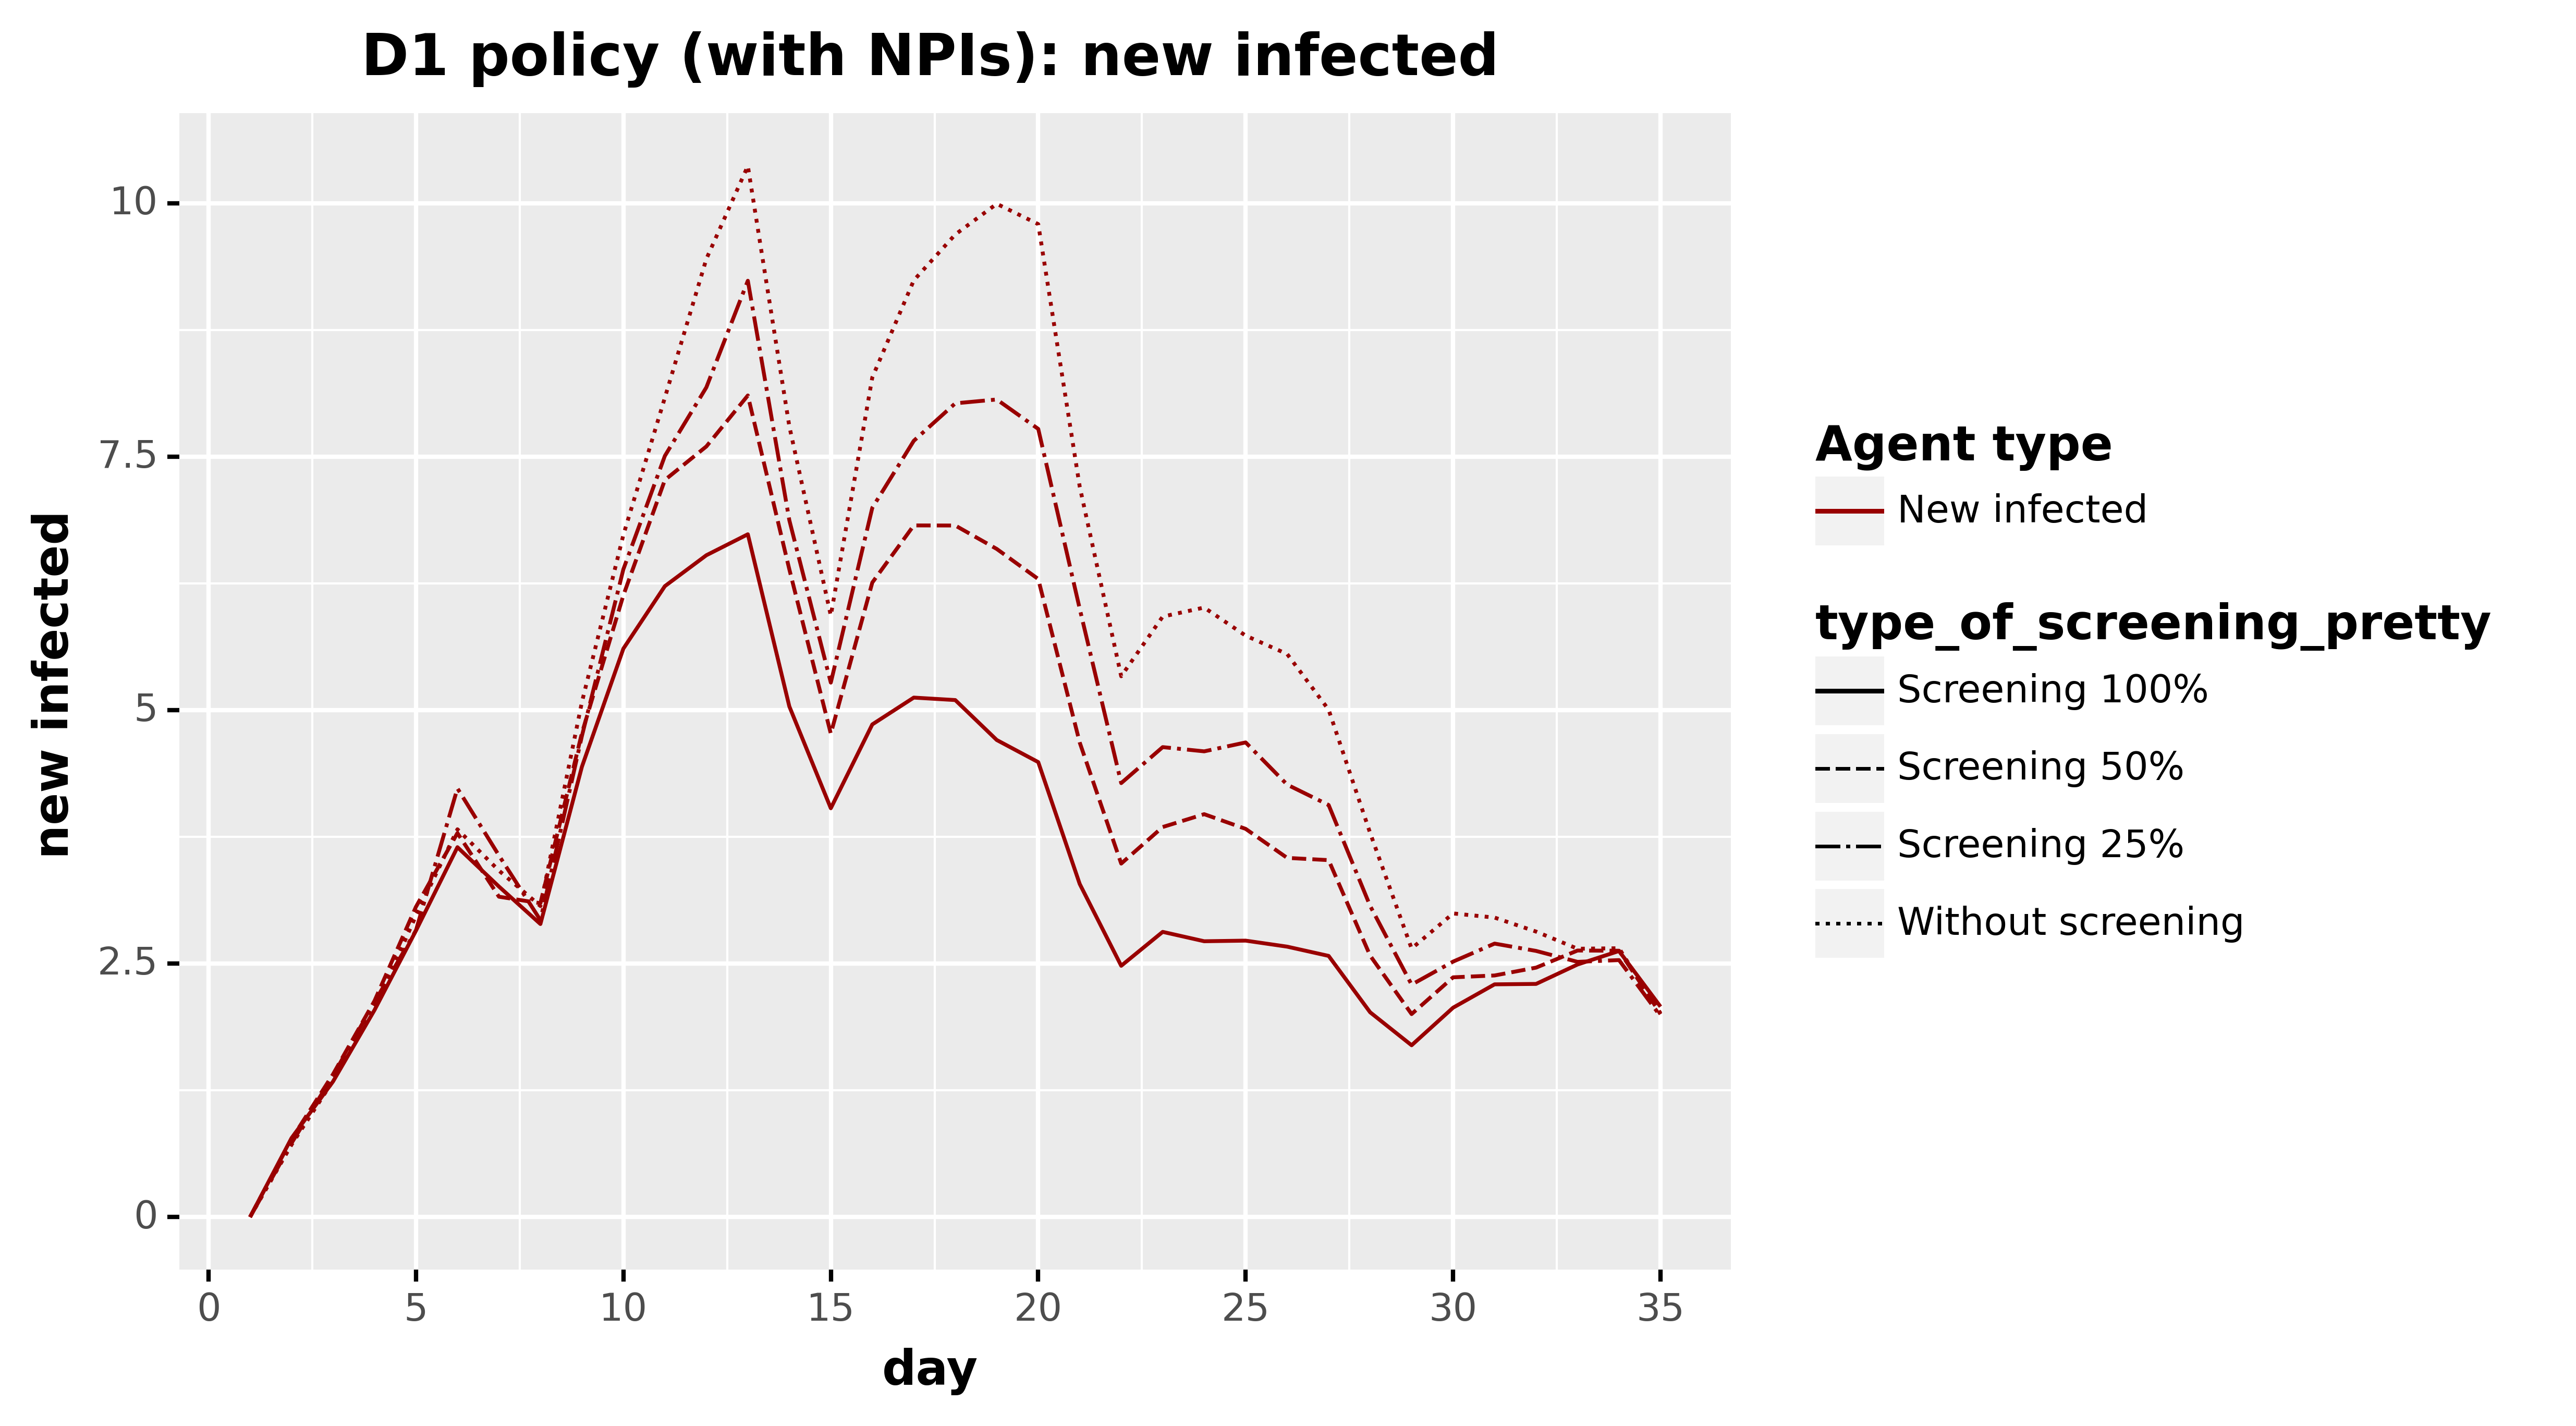 D1 policy (with NPIs): new infected
new infected
10
7.5
5
2.5
0
0 5 10 15 20 25 30 35
day
Agent type
New infected
type_of_screening_pretty
Screening 100%
Screening 50%
Screening 25%
Without screening